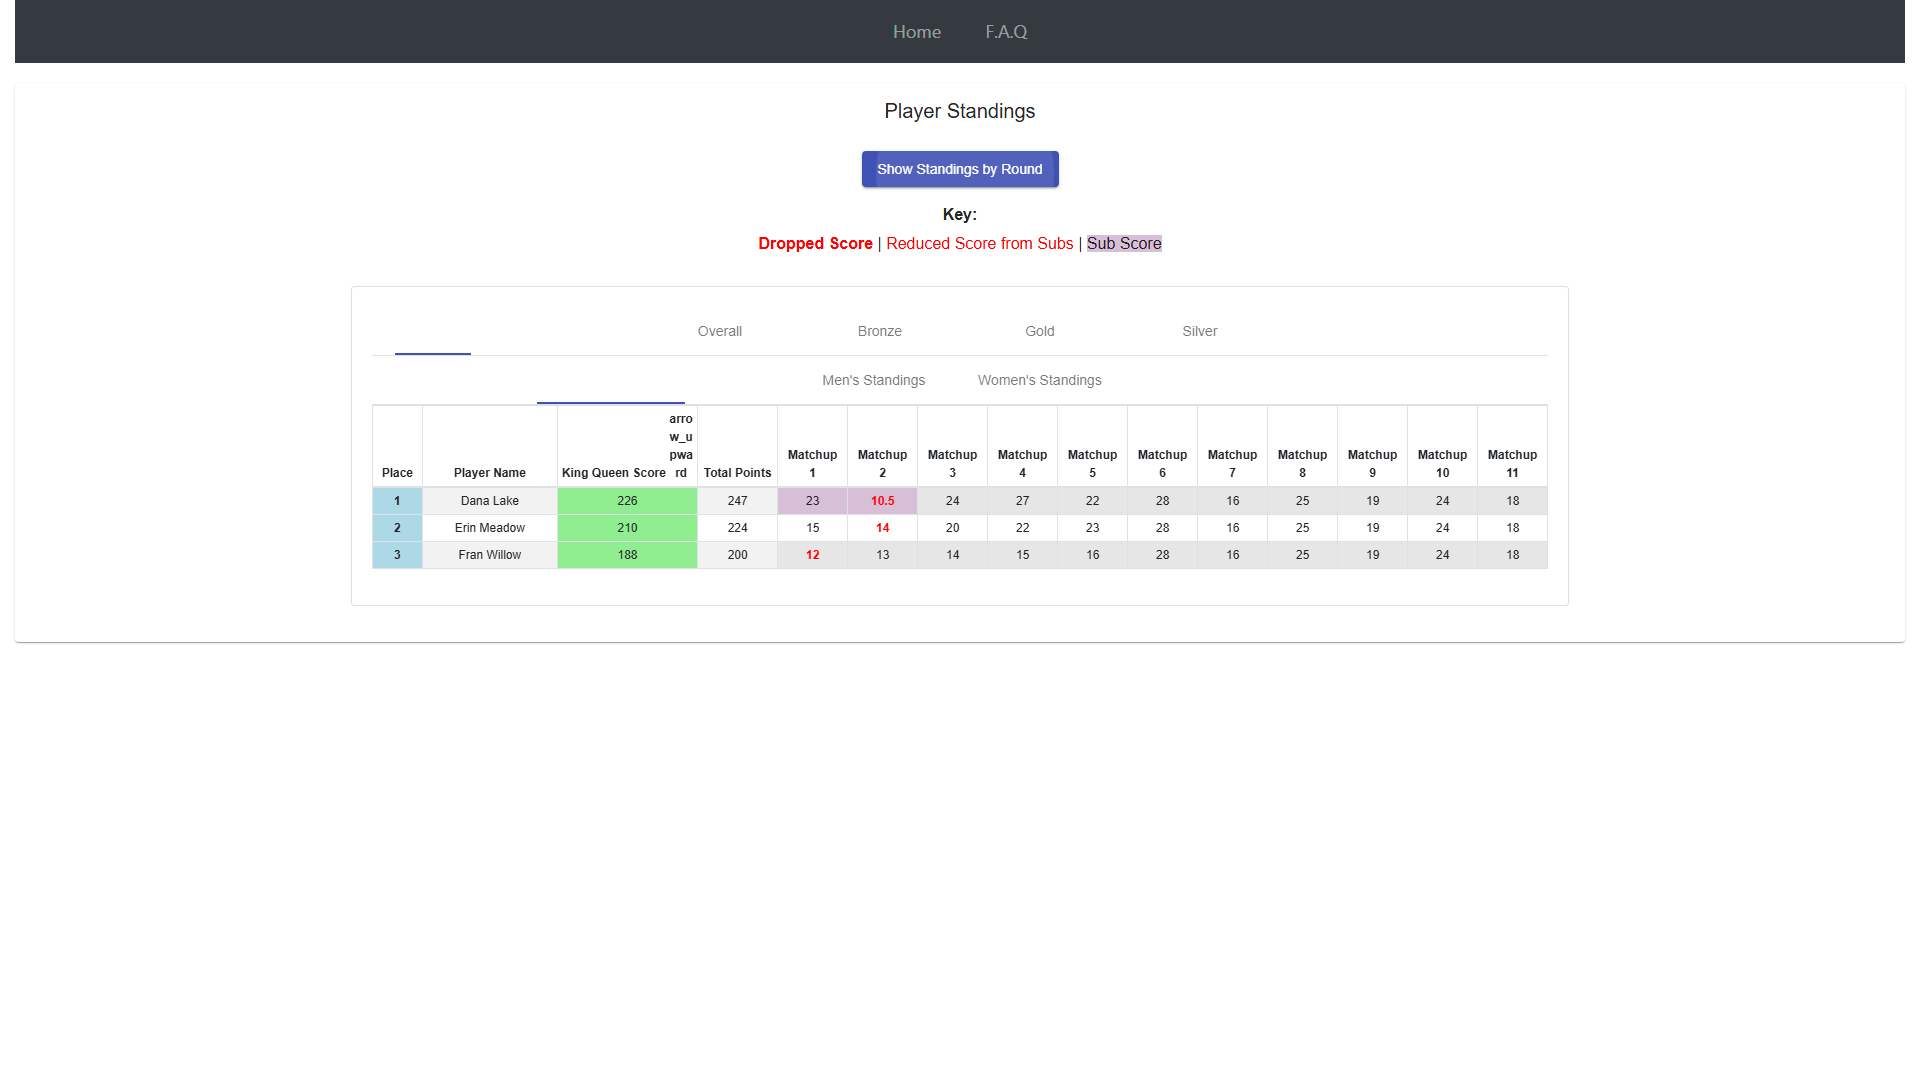 Home F.A.Q
Player Standings
Show Standings by Round
Key:
Dropped Score | Reduced Score from Subs | Sub Score
Overall Bronze Gold Silver
Men's Standings Women's Standings
Place Player Name King Queen Score arrow_upward Total Points Matchup 1 Matchup 2 Matchup 3 Matchup 4 Matchup 5 Matchup 6 Matchup 7 Matchup 8 Matchup 9 Matchup 10 Matchup 11
1 Dana Lake 226 247 23 10.5 24 27 22 28 16 25 19 24 18
2 Erin Meadow 210 224 15 14 20 22 23 28 16 25 19 24 18
3 Fran Willow 188 200 12 13 14 15 16 28 16 25 19 24 18